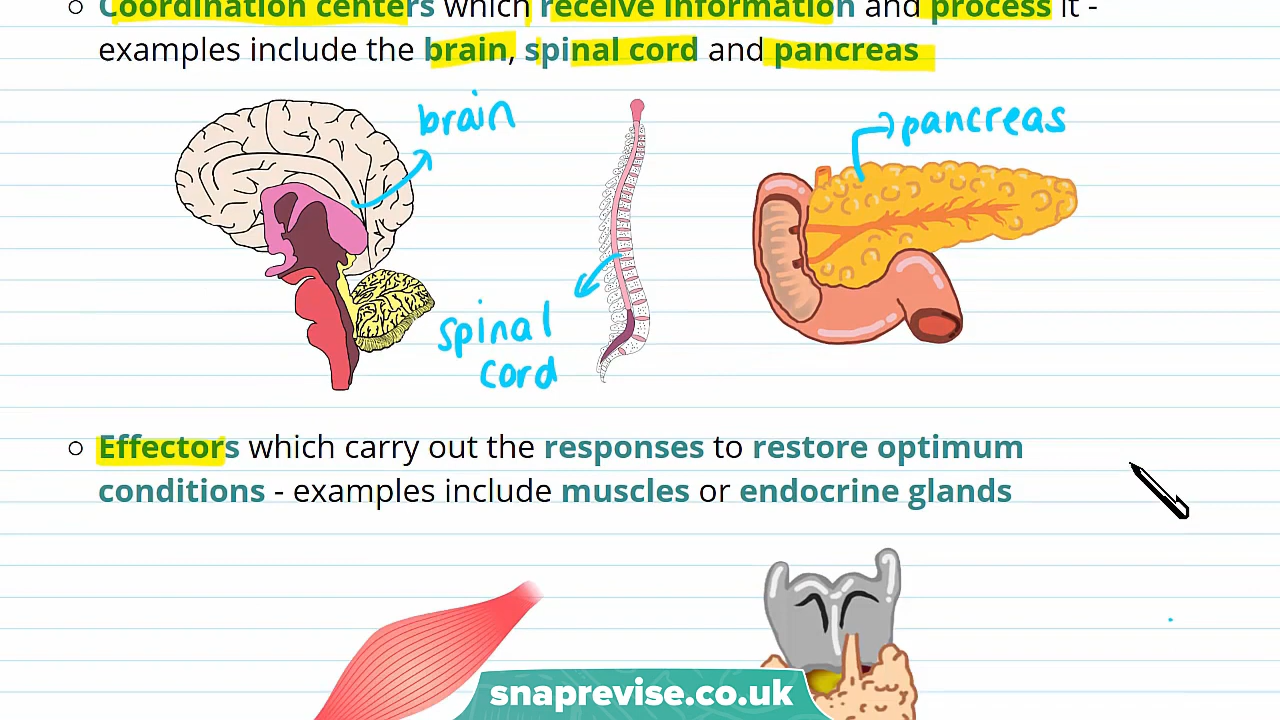 Coordination centers which receive information and process it -
examples include the brain, spinal cord and pancreas
brain
pancreas
spinal
cord
Effectors which carry out the responses to restore optimum
conditions - examples include muscles or endocrine glands
snaprevise.co.uk